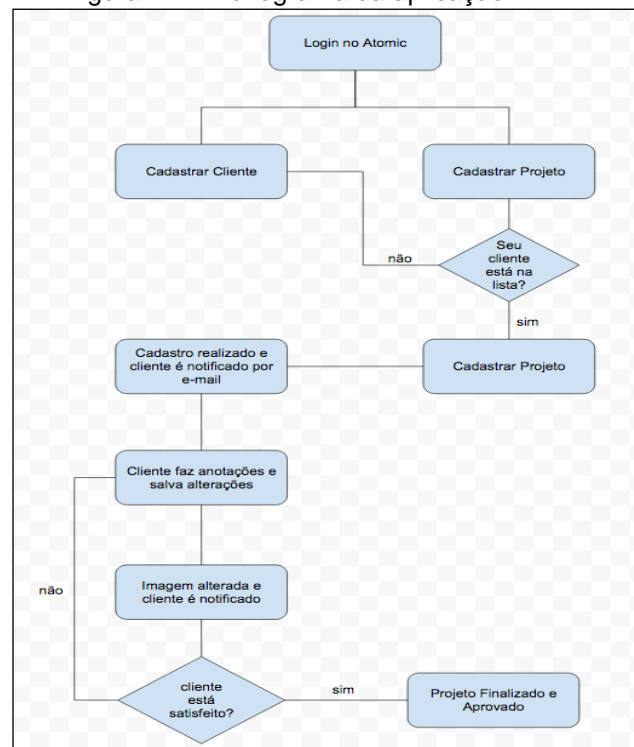 Login no Atomic
Cadastrar Cliente
Cadastrar Projeto
não
Seu
cliente
está na
lista?
sim
Cadastro realizado e
cliente é notificado por
e-mail
Cadastrar Projeto
Cliente faz anotações e
salva alterações
não
Imagem alterada e
cliente é notificado
cliente
está
satisfeito?
sim
Projeto Finalizado e
Aprovado